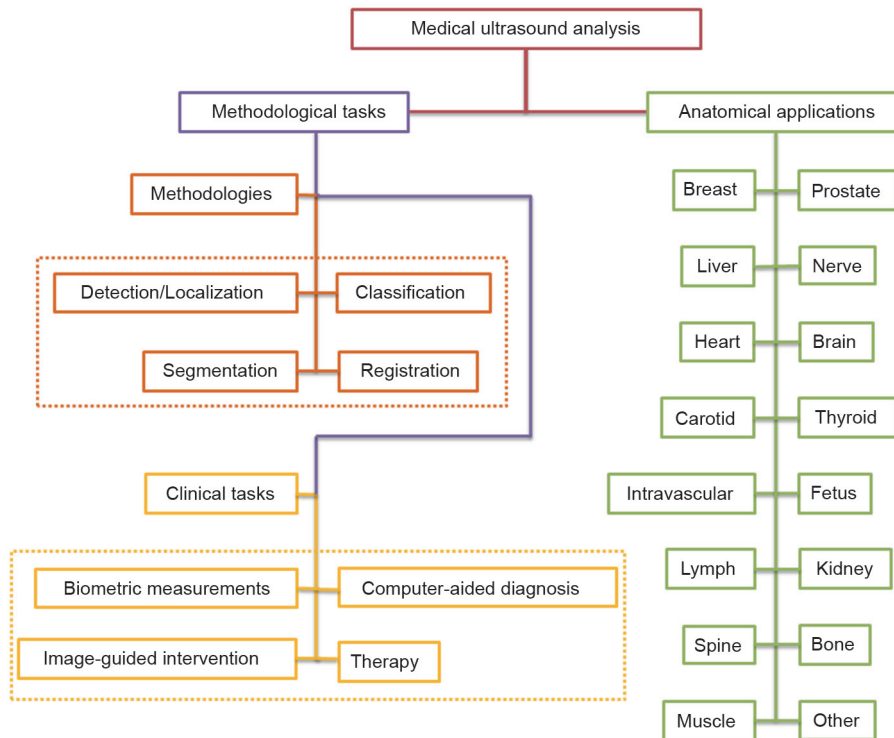 Medical ultrasound analysis
Methodological tasks
Anatomical applications
Methodologies
Detection/Localization
Classification
Segmentation
Registration
Clinical tasks
Biometric measurements
Computer-aided diagnosis
Image-guided intervention
Therapy
Breast
Prostate
Liver
Nerve
Heart
Brain
Carotid
Thyroid
Intravascular
Fetus
Lymph
Kidney
Spine
Bone
Muscle
Other